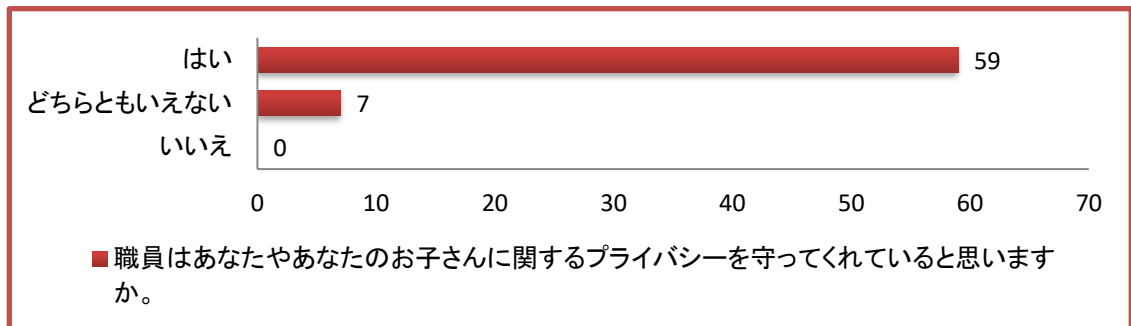 はい
59
どちらともいえない
7
いいえ
0
0 10 20 30 40 50 60 70
職員はあなたやあなたのお子さんに関するプライバシーを守ってくれていると思います
か。